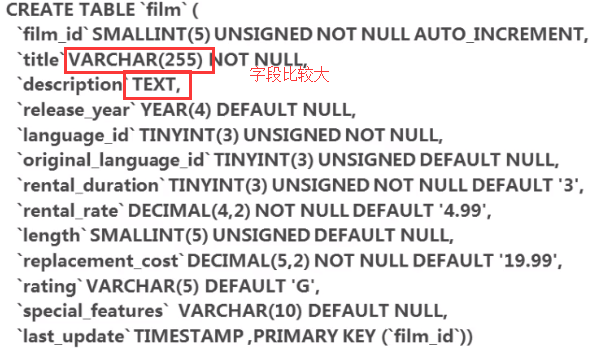 CREATE TABLE `film` (
`film_id` SMALLINT(5) UNSIGNED NOT NULL AUTO_INCREMENT,
`title` VARCHAR(255) NOT NULL,
字段比较大
`description` TEXT,
`release_year` YEAR(4) DEFAULT NULL,
`language_id` TINYINT(3) UNSIGNED NOT NULL,
`original_language_id` TINYINT(3) UNSIGNED DEFAULT NULL,
`rental_duration` TINYINT(3) UNSIGNED NOT NULL DEFAULT '3',
`rental_rate` DECIMAL(4,2) NOT NULL DEFAULT '4.99',
`length` SMALLINT(5) UNSIGNED DEFAULT NULL,
`replacement_cost` DECIMAL(5,2) NOT NULL DEFAULT '19.99',
`rating` VARCHAR(5) DEFAULT 'G',
`special_features` VARCHAR(10) DEFAULT NULL,
`last_update` TIMESTAMP ,PRIMARY KEY (`film_id`))